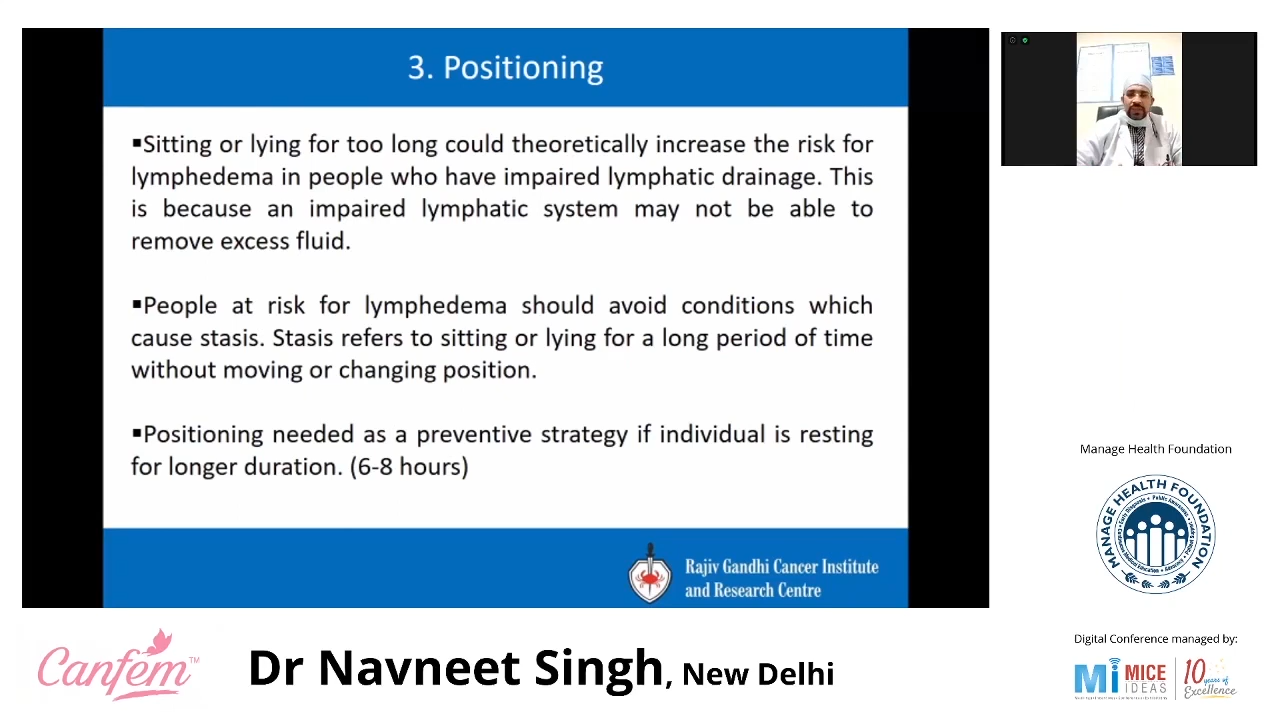 3. Positioning
▪Sitting or lying for too long could theoretically increase the risk for
lymphedema in people who have impaired lymphatic drainage. This
is because an impaired lymphatic system may not be able to
remove excess fluid.
▪People at risk for lymphedema should avoid conditions which
cause stasis. Stasis refers to sitting or lying for a long period of time
without moving or changing position.
▪Positioning needed as a preventive strategy if individual is resting
for longer duration. (6-8 hours)
Rajiv Gandhi Cancer Institute
and Research Centre
Manage Health Foundation
MANAGE HEALTH FOUNDATION
Canfem™
Dr Navneet Singh, New Delhi
Digital Conference managed by:
Mi MICE
IDEAS
10
years of
Excellence